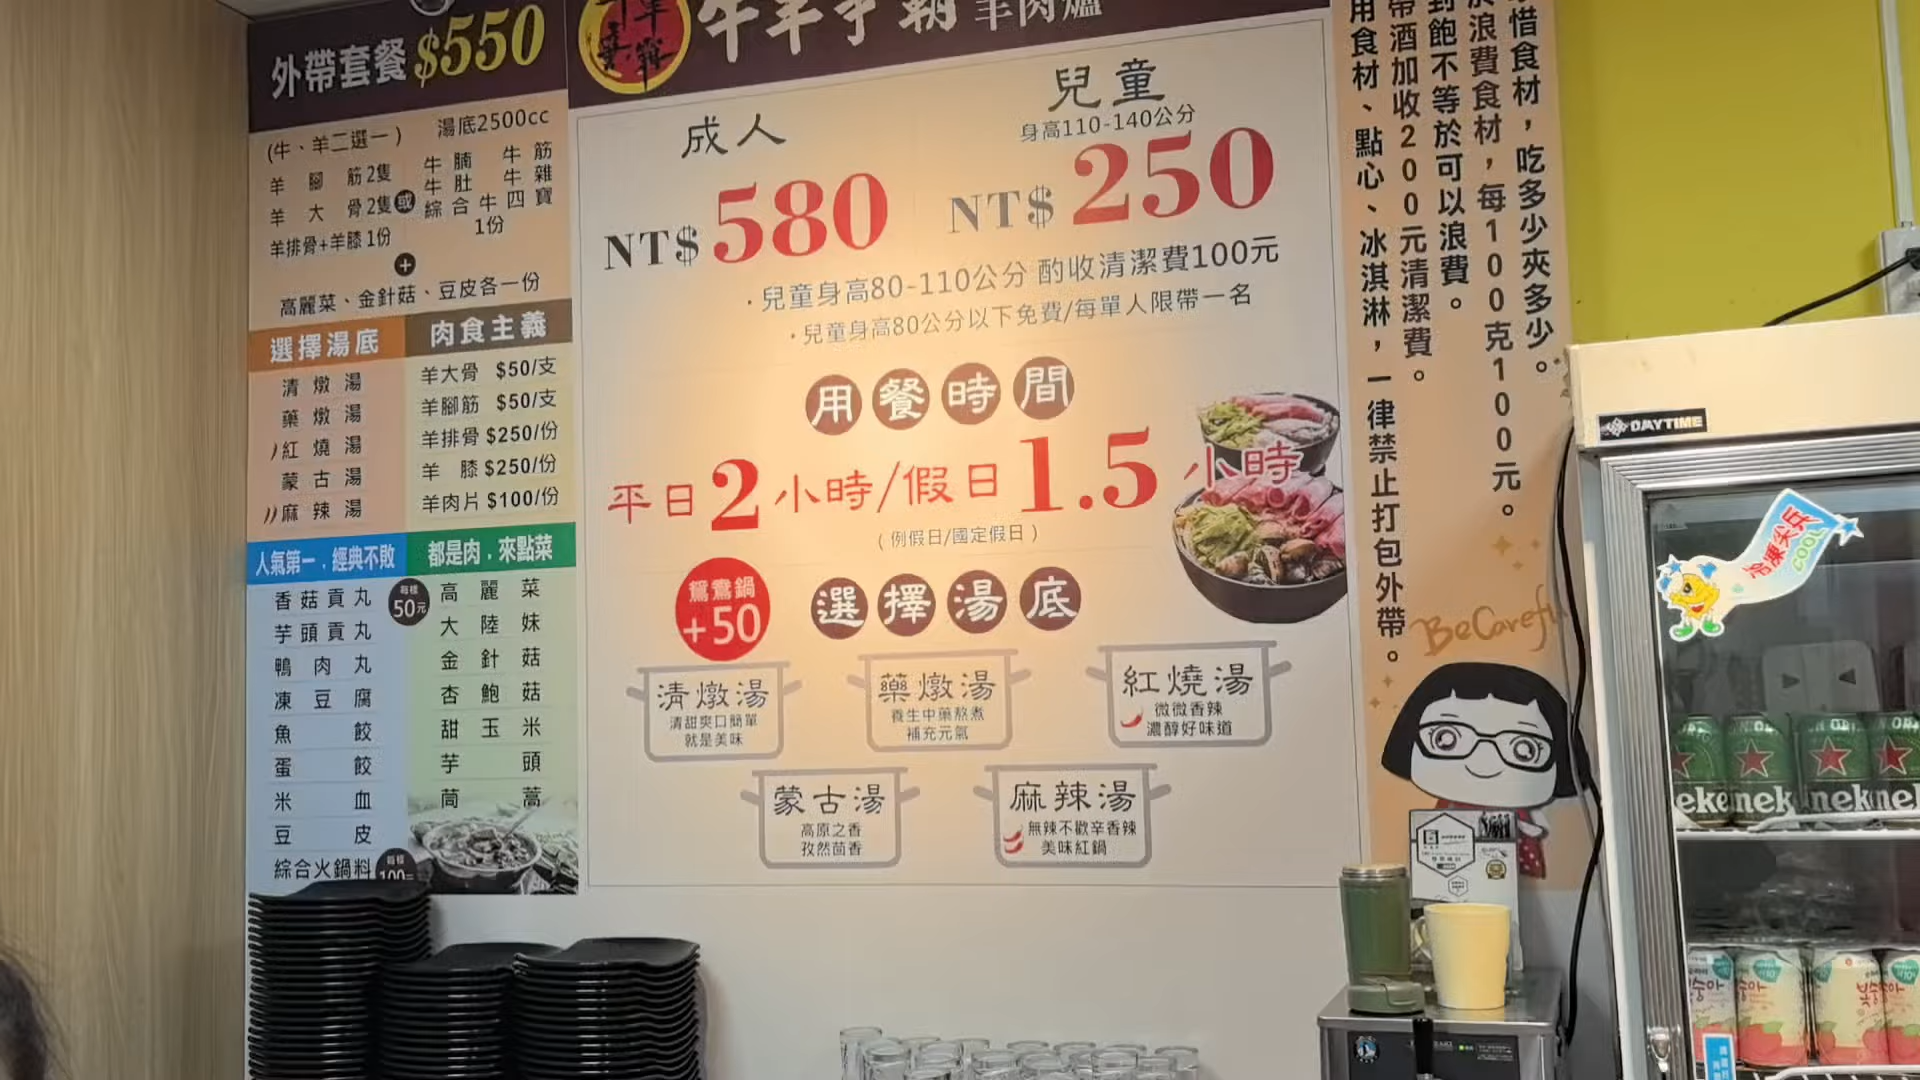 外帶套餐 $550
(牛、羊二選一) 湯底2500cc
羊腳筋2隻
羊大骨2隻
羊排骨+羊膝1份
或
牛腩 牛筋
牛肚 牛雜
綜合牛四寶
1份
+
高麗菜、金針菇、豆皮各一份
選擇湯底
清燉湯
藥燉湯
紅燒湯
蒙古湯
麻辣湯
肉食主義
羊大骨 $50/支
羊腳筋 $50/支
羊排骨 $250/份
羊膝 $250/份
羊肉片 $100/份
人氣第一．經典不敗
每樣50元
香菇貢丸
芋頭貢丸
鴨肉丸
凍豆腐
魚餃
蛋餃
米血
豆皮
綜合火鍋料
每樣100元
都是肉．來點菜
高麗菜
大陸妹
金針菇
杏鮑菇
甜玉米
芋頭
茼蒿
羊肉爐
成人
NT$580
兒童
身高110-140公分
NT$250
·兒童身高80-110公分 酌收清潔費100元
·兒童身高80公分以下免費/每單人限帶一名
用餐時間
平日2小時/假日1.5小時
(例假日/國定假日)
鴛鴦鍋
+50
選擇湯底
清燉湯
清甜爽口簡單
就是美味
藥燉湯
養生中藥熬煮
補充元氣
紅燒湯
微微香辣
濃醇好味道
蒙古湯
高原之香
孜然茴香
麻辣湯
無辣不歡辛香辣
美味紅鍋
惜食材，吃多少夾多少。
浪費食材，每100克100元。
到飽不等於可以浪費。
帶酒加收200元清潔費。
用食材、點心、冰淇淋，一律禁止打包外帶。
BeCareful
DAYTIME
COOL